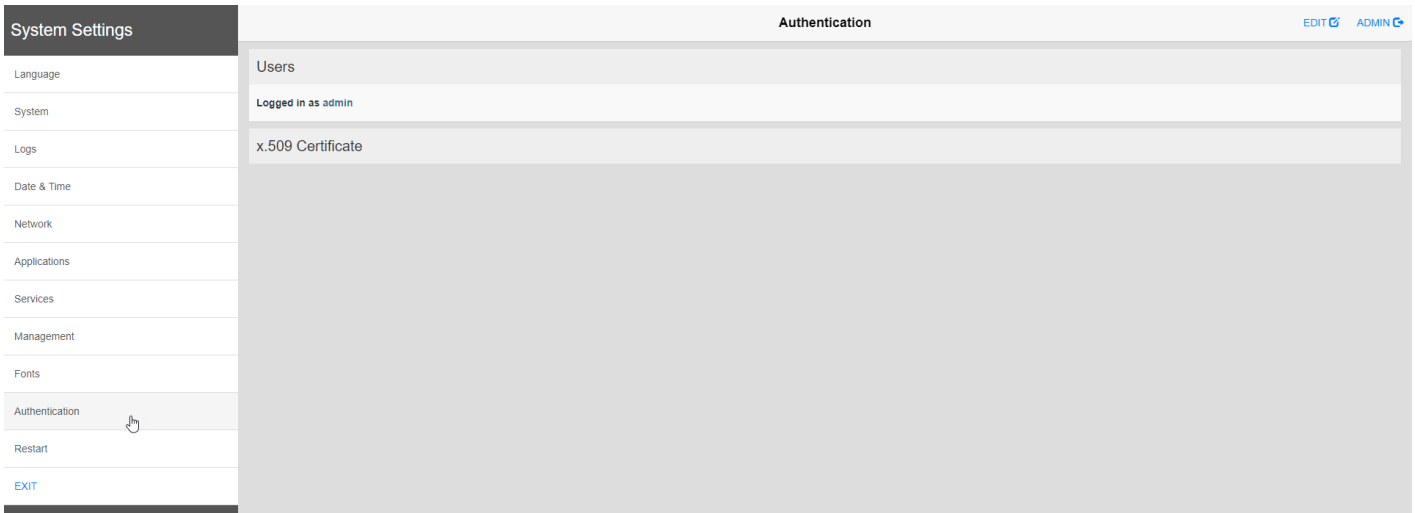 System Settings
Language
System
Logs
Date & Time
Network
Applications
Services
Management
Fonts
Authentication
Restart
EXIT
Authentication
EDIT
ADMIN
Users
Logged in as admin
x.509 Certificate